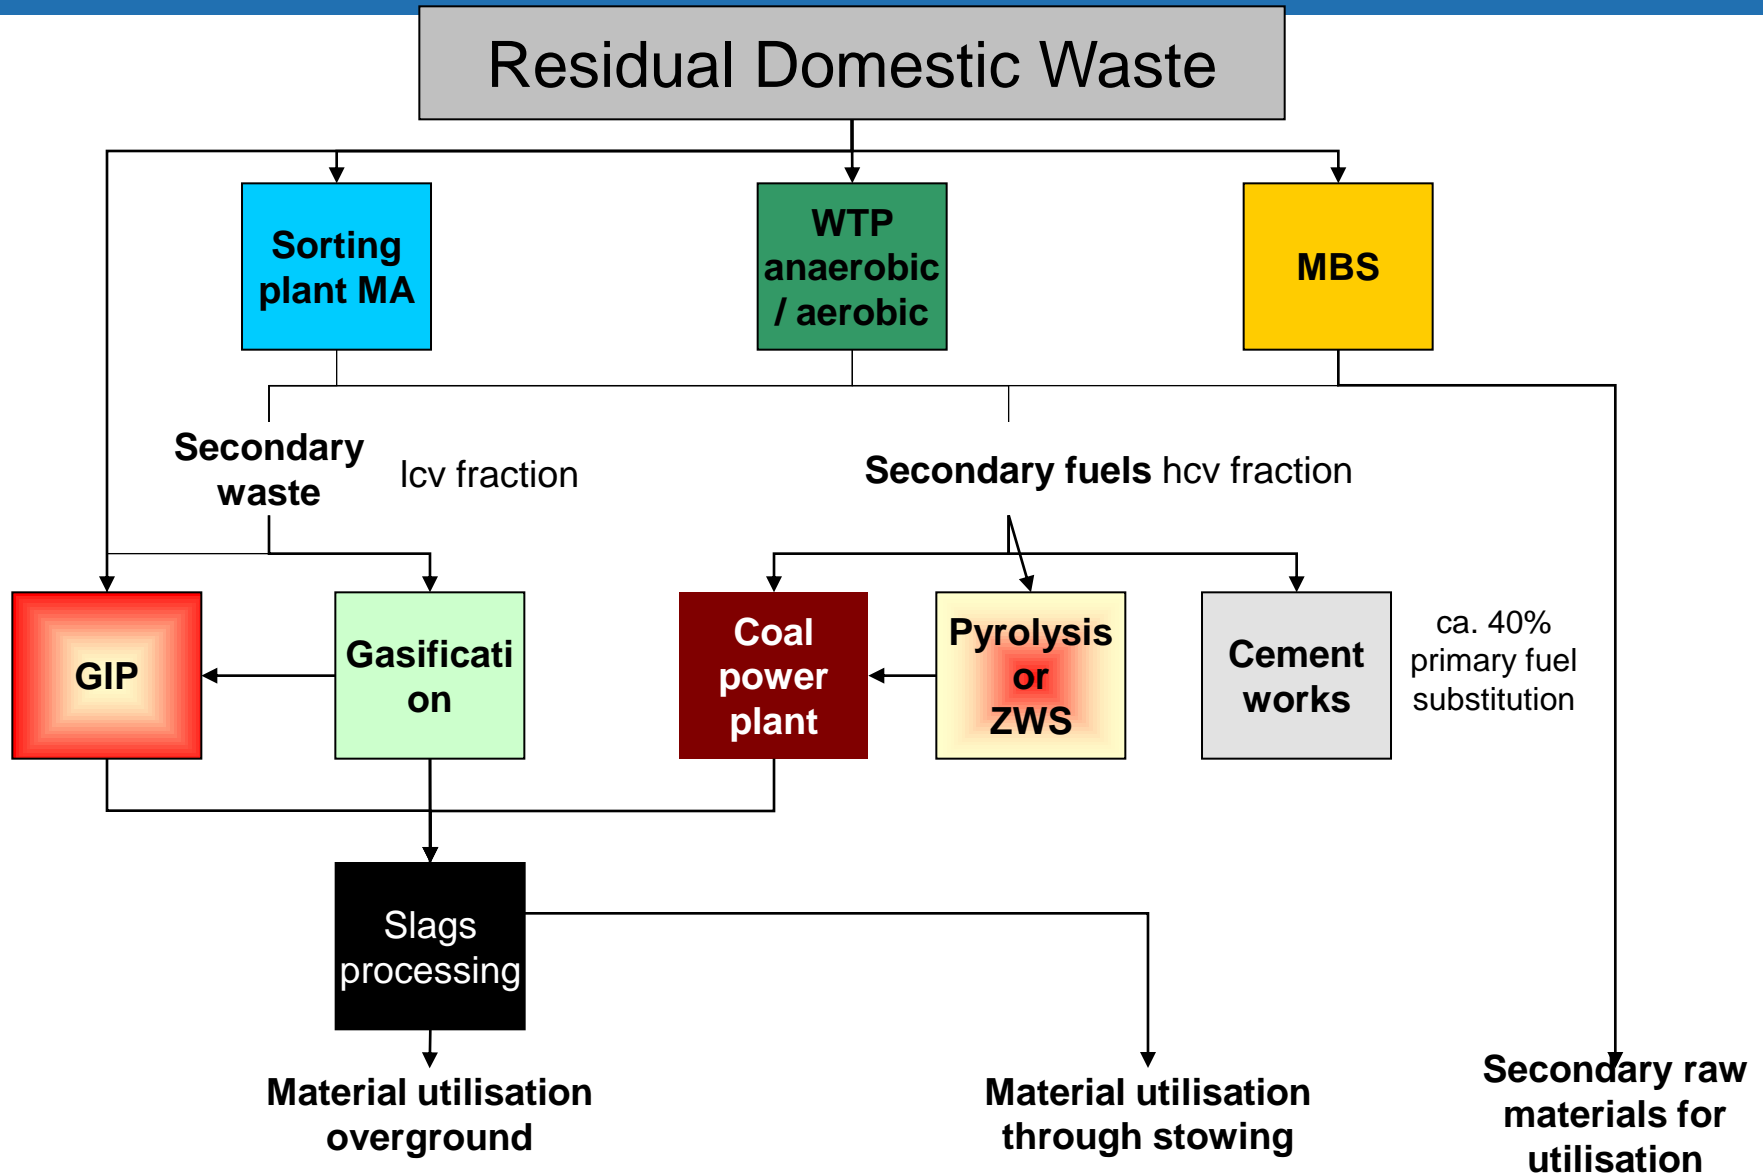 Residual Domestic Waste
Sorting
plant MA
WTP
anaerobic
/ aerobic
MBS
Secondary
waste
lcv fraction
Secondary fuels hcv fraction
GIP
Gasificati
on
Coal
power
plant
Pyrolysis
or
ZWS
Cement
works
ca. 40%
primary fuel
substitution
Slags
processing
Material utilisation
overground
Material utilisation
through stowing
Secondary raw
materials for
utilisation